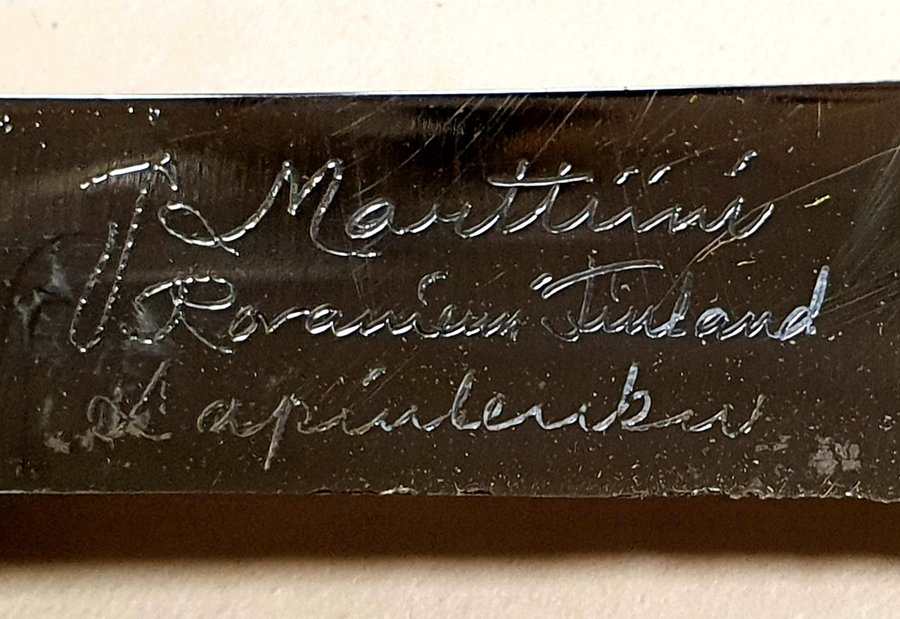 J Marttiini
Rovaniemi Finland
Lapinleuku